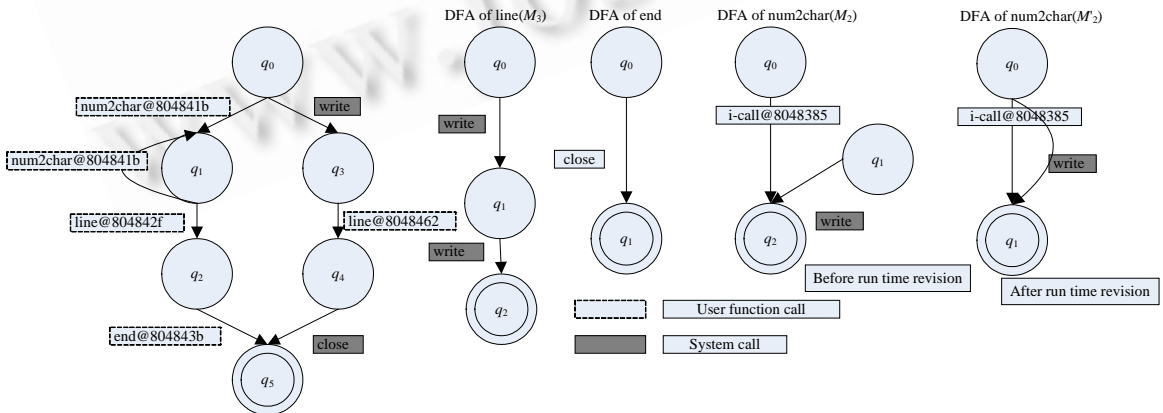 DFA of line(M3)
DFA of end
DFA of num2char(M2)
DFA of num2char(M'2)
q0
q0
q0
q0
q0
num2char@804841b
write
write
i-call@8048385
i-call@8048385
num2char@804841b
q1
q3
close
q1
write
line@804842f
line@8048462
q1
write
write
q2
q4
q1
q2
q1
Before run time revision
After run time revision
end@804843b
close
q2
User function call
System call
q5